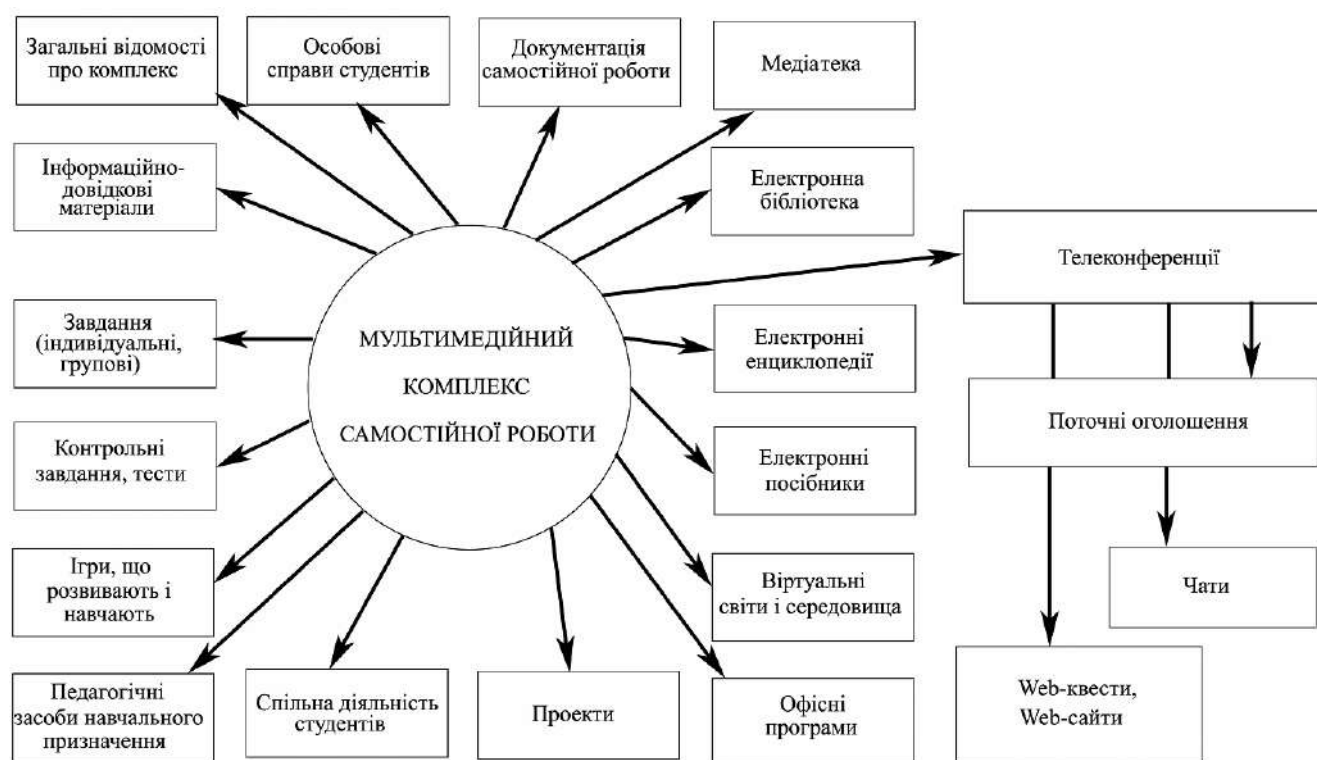 Загальні відомості
про комплекс
Особові
справи студентів
Документація
самостійної роботи
Медіатека
Інформаційно-
довідкові
матеріали
Електронна
бібліотека
Телеконференції
Завдання
(індивідуальні,
групові)
МУЛЬТИМЕДІЙНИЙ
КОМПЛЕКС
САМОСТІЙНОЇ РОБОТИ
Електронні
енциклопедії
Поточні оголошення
Контрольні
завдання, тести
Електронні
посібники
Ігри, що
розвивають і
навчають
Віртуальні
світи і середовища
Чати
Педагогічні
засоби навчального
призначення
Спільна діяльність
студентів
Проекти
Офісні
програми
Web-квести,
Web-сайти